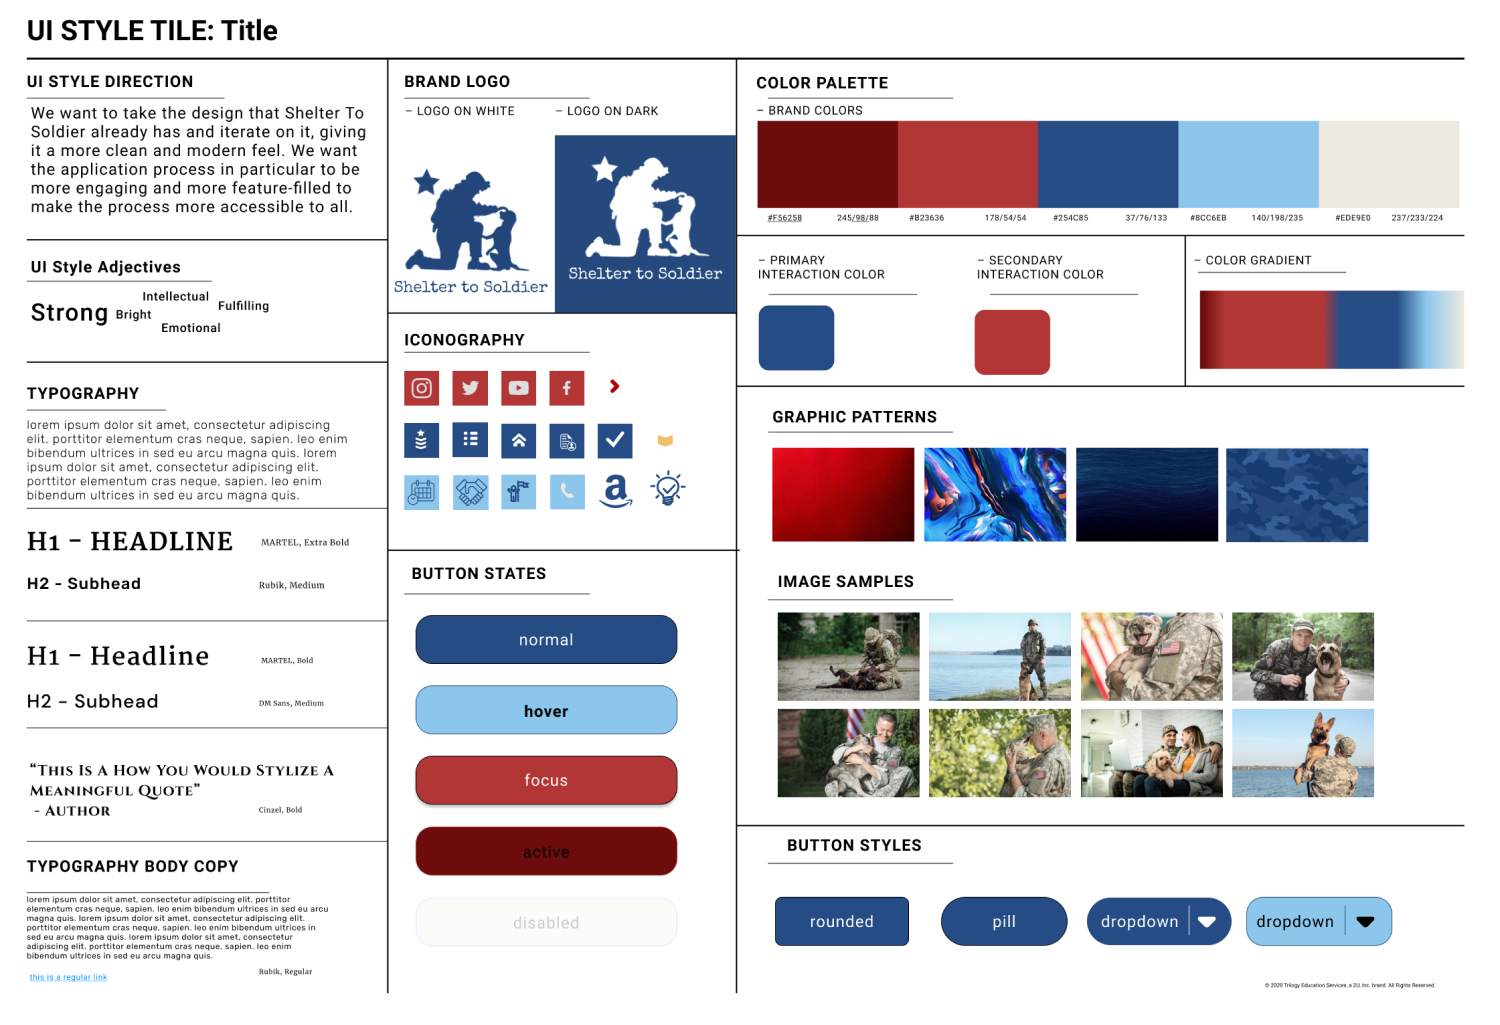 UI STYLE TILE: Title
UI STYLE DIRECTION
We want to take the design that Shelter To
Soldier already has and iterate on it, giving
it a more clean and modern feel. We want
the application process in particular to be
more engaging and more feature-filled to
make the process more accessible to all.
UI Style Adjectives
Strong
Intellectual
Bright
Fulfilling
Emotional
TYPOGRAPHY
lorem ipsum dolor sit amet, consectetur adipiscing
elit. porttitor elementum cras neque, sapien. leo enim
bibendum ultrices in sed eu arcu magna quis. lorem
ipsum dolor sit amet, consectetur adipiscing elit.
porttitor elementum cras neque, sapien. leo enim
bibendum ultrices in sed eu arcu magna quis.
H1 - HEADLINE
MARTEL, Extra Bold
H2 - Subhead
Rubik, Medium
H1 - Headline
MARTEL, Bold
H2 - Subhead
DM Sans, Medium
“This Is A How You Would Stylize A
Meaningful Quote”
- Author
Cinzel, Bold
TYPOGRAPHY BODY COPY
lorem ipsum dolor sit amet, consectetur adipiscing elit. porttitor
elementum cras neque, sapien. leo enim bibendum ultrices in sed eu arcu
magna quis. lorem ipsum dolor sit amet, consectetur adipiscing elit.
porttitor elementum cras neque, sapien. leo enim bibendum ultrices in
sed eu arcu magna quis. lorem ipsum dolor sit amet, consectetur
adipiscing elit. porttitor elementum cras neque, sapien. leo enim
bibendum ultrices in sed eu arcu magna quis.
Rubik, Regular
this is a regular link
BRAND LOGO
– LOGO ON WHITE
– LOGO ON DARK
Shelter to Soldier
Shelter to Soldier
ICONOGRAPHY
BUTTON STATES
normal
hover
focus
active
disabled
COLOR PALETTE
– BRAND COLORS
#F56258 245/98/88 #B23636 178/54/54 #254C85 37/76/133 #8CC6EB 140/198/235 #EDE9E0 237/233/224
– PRIMARY
INTERACTION COLOR
– SECONDARY
INTERACTION COLOR
– COLOR GRADIENT
GRAPHIC PATTERNS
IMAGE SAMPLES
BUTTON STYLES
rounded
pill
dropdown
dropdown
© 2020 Trilogy Education Services, a 2U, Inc. brand. All Rights Reserved.